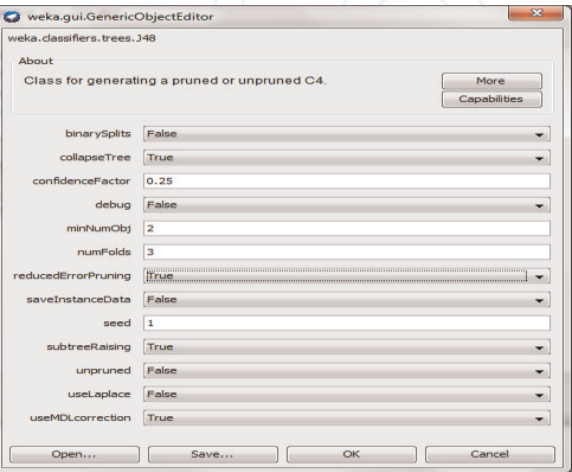 weka.gui.GenericObjectEditor
weka.classifiers.trees.J48
About
Class for generating a pruned or unpruned C4.
More
Capabilities
binarySplits False
collapseTree True
confidenceFactor 0.25
debug False
minNumObj 2
numFolds 3
reducedErrorPruning True
saveInstanceData False
seed 1
subtreeRaising True
unpruned False
useLaplace False
useMDLcorrection True
Open... Save... OK Cancel